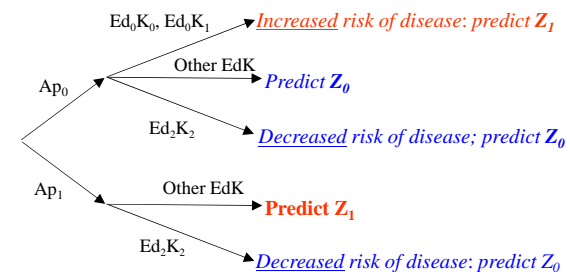 Ed₀K₀, Ed₀K₁
Increased risk of disease: predict Z₁
Other EdK
Predict Z₀
Ap₀
Ed₂K₂
Decreased risk of disease; predict Z₀
Ap₁
Other EdK
Predict Z₁
Ed₂K₂
Decreased risk of disease: predict Z₀